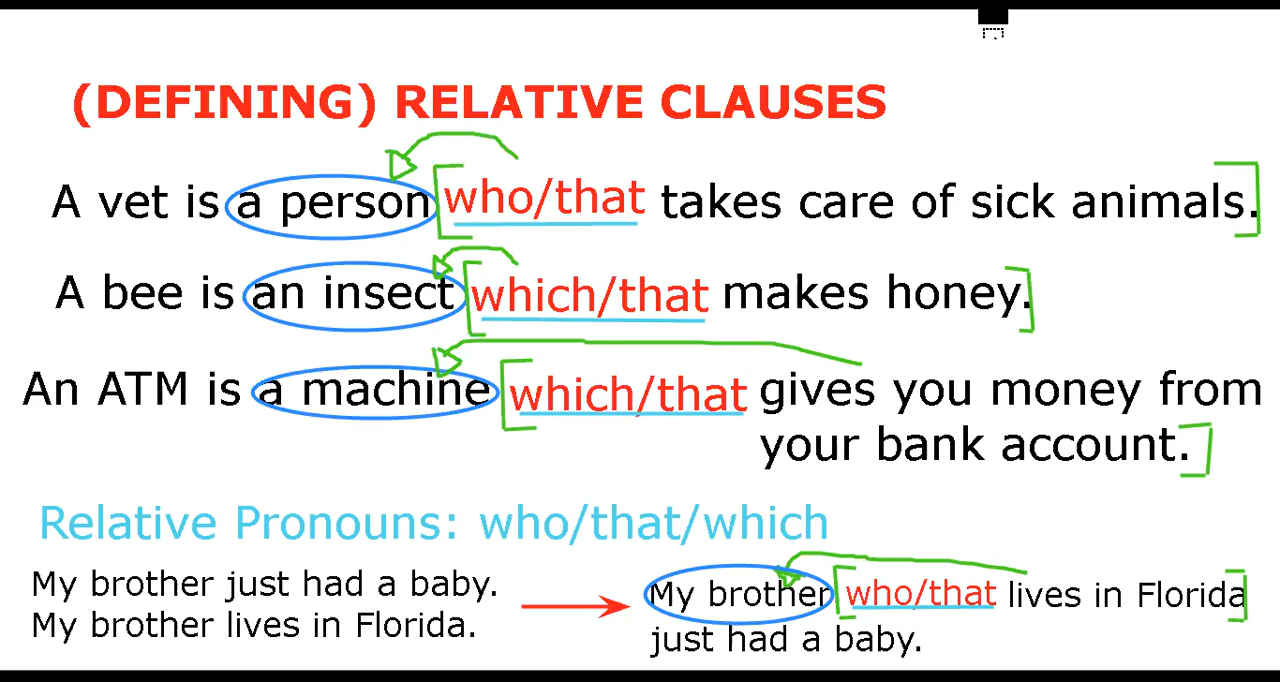 (DEFINING) RELATIVE CLAUSES
A vet is a person who/that takes care of sick animals.
A bee is an insect which/that makes honey.
An ATM is a machine which/that gives you money from
your bank account.
Relative Pronouns: who/that/which
My brother just had a baby.
My brother lives in Florida.
My brother who/that lives in Florida
just had a baby.